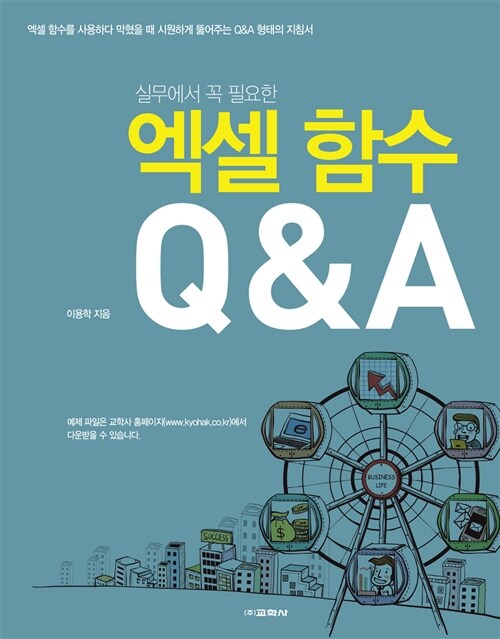 엑셀 함수를 사용하다 막혔을 때 시원하게 뚫어주는 Q&A 형태의 지침서
실무에서 꼭 필요한
엑셀 함수
Q&A
이용학 지음
예제 파일은 교학사 홈페이지(www.kyohak.co.kr)에서
다운받을 수 있습니다.
BUSINESS
LIFE
SUCCESS
(주)교학사